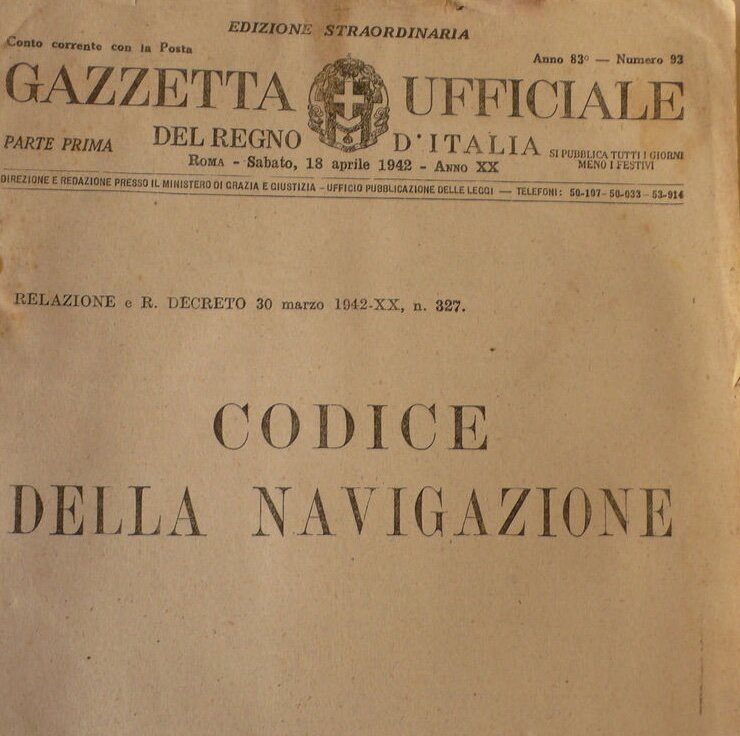 EDIZIONE STRAORDINARIA
Conto corrente con la Posta
Anno 83° — Numero 93
GAZZETTA UFFICIALE
PARTE PRIMA
DEL REGNO D'ITALIA
SI PUBBLICA TUTTI I GIORNI
MENO I FESTIVI
ROMA - Sabato, 18 aprile 1942 - ANNO XX
DIREZIONE E REDAZIONE PRESSO IL MINISTERO DI GRAZIA E GIUSTIZIA - UFFICIO PUBBLICAZIONE DELLE LEGGI — TELEFONI: 50-107 - 50-033 - 53-914
RELAZIONE e R. DECRETO 30 marzo 1942-XX, n. 327.
CODICE
DELLA NAVIGAZIONE